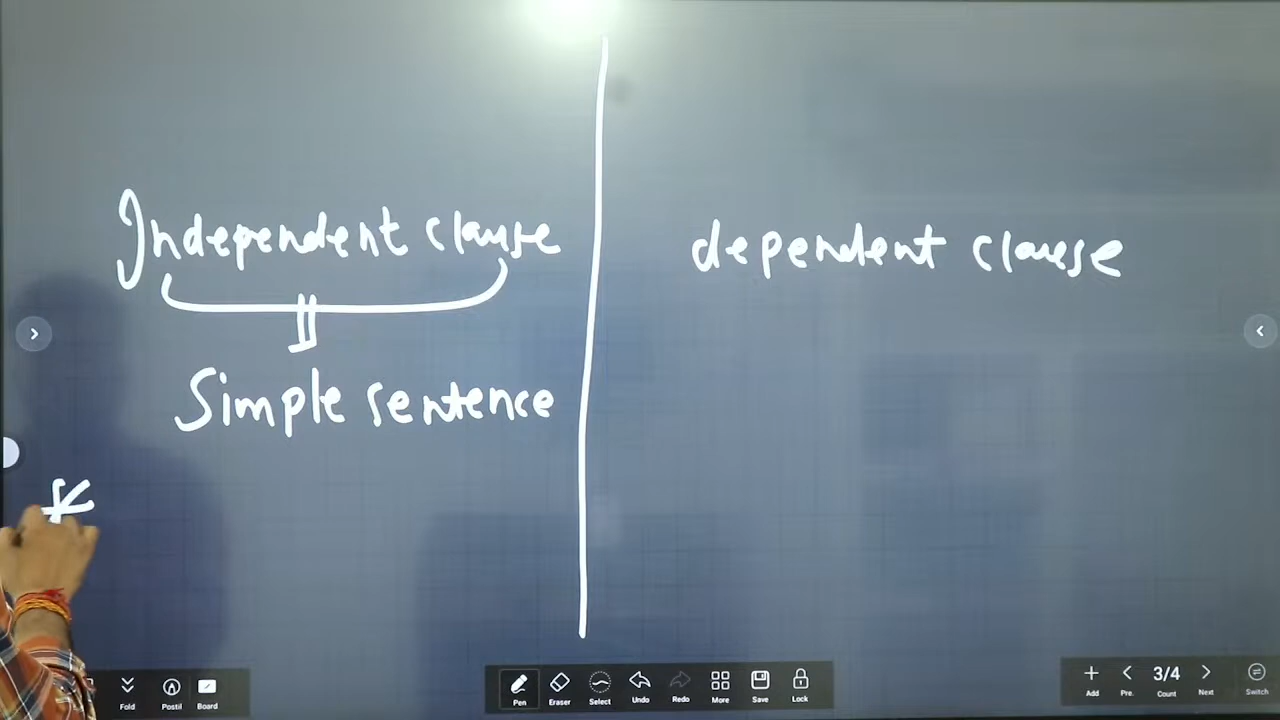 Independent clause
Simple sentence
dependent clause
Fold
Postil
Board
Pen
Eraser
Select
Undo
Redo
More
Save
Lock
Add
Pre.
3/4
Count
Next
Switch